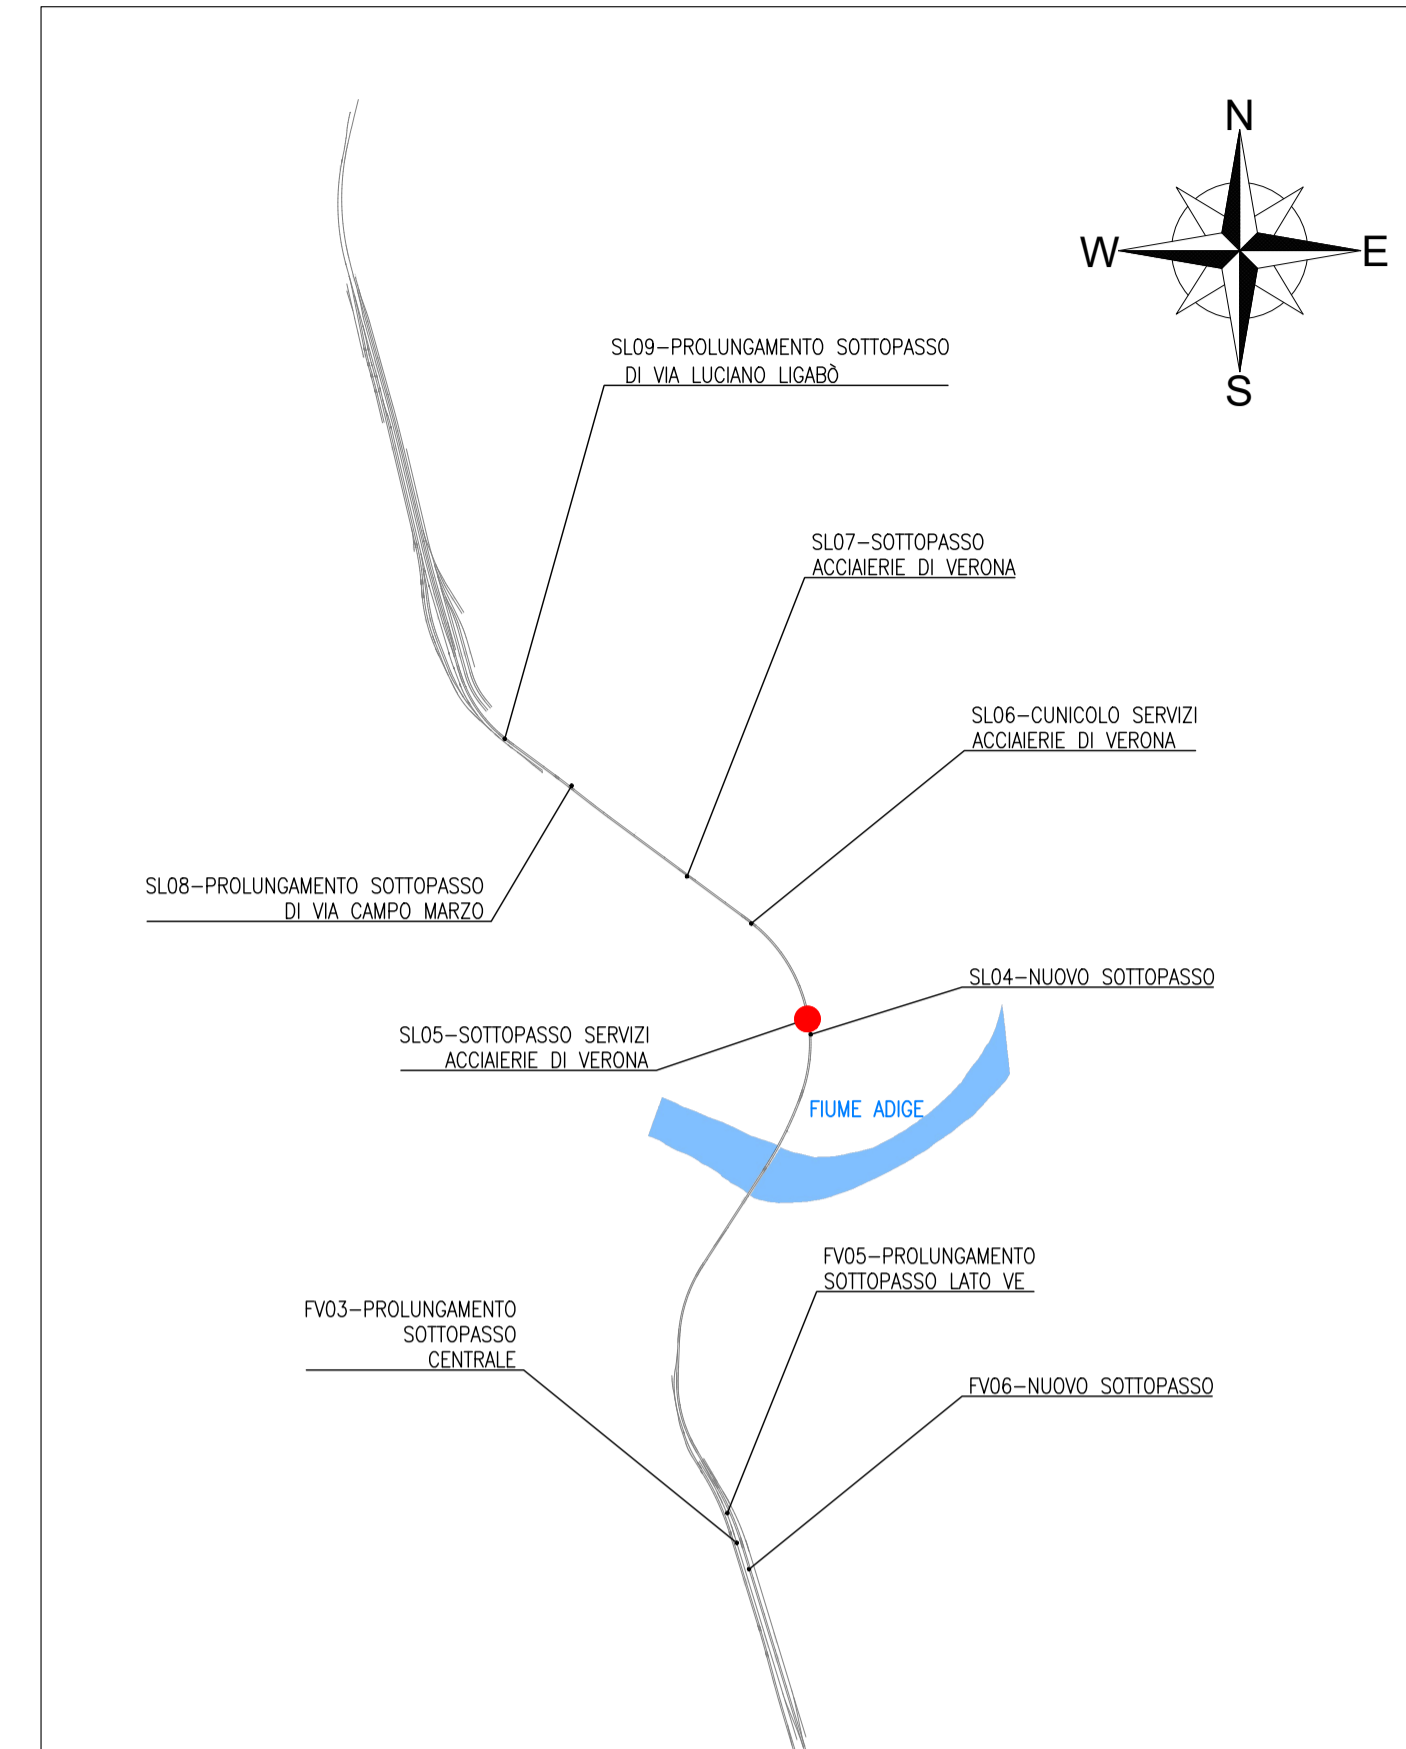 N
W
E
S
SL09-PROLUNGAMENTO SOTTOPASSO
DI VIA LUCIANO LIGABÒ
SL07-SOTTOPASSO
ACCIAIERIE DI VERONA
SL06-CUNICOLO SERVIZI
ACCIAIERIE DI VERONA
SL08-PROLUNGAMENTO SOTTOPASSO
DI VIA CAMPO MARZO
SL04-NUOVO SOTTOPASSO
SL05-SOTTOPASSO SERVIZI
ACCIAIERIE DI VERONA
FIUME ADIGE
FV05-PROLUNGAMENTO
SOTTOPASSO LATO VE
FV03-PROLUNGAMENTO
SOTTOPASSO
CENTRALE
FV06-NUOVO SOTTOPASSO